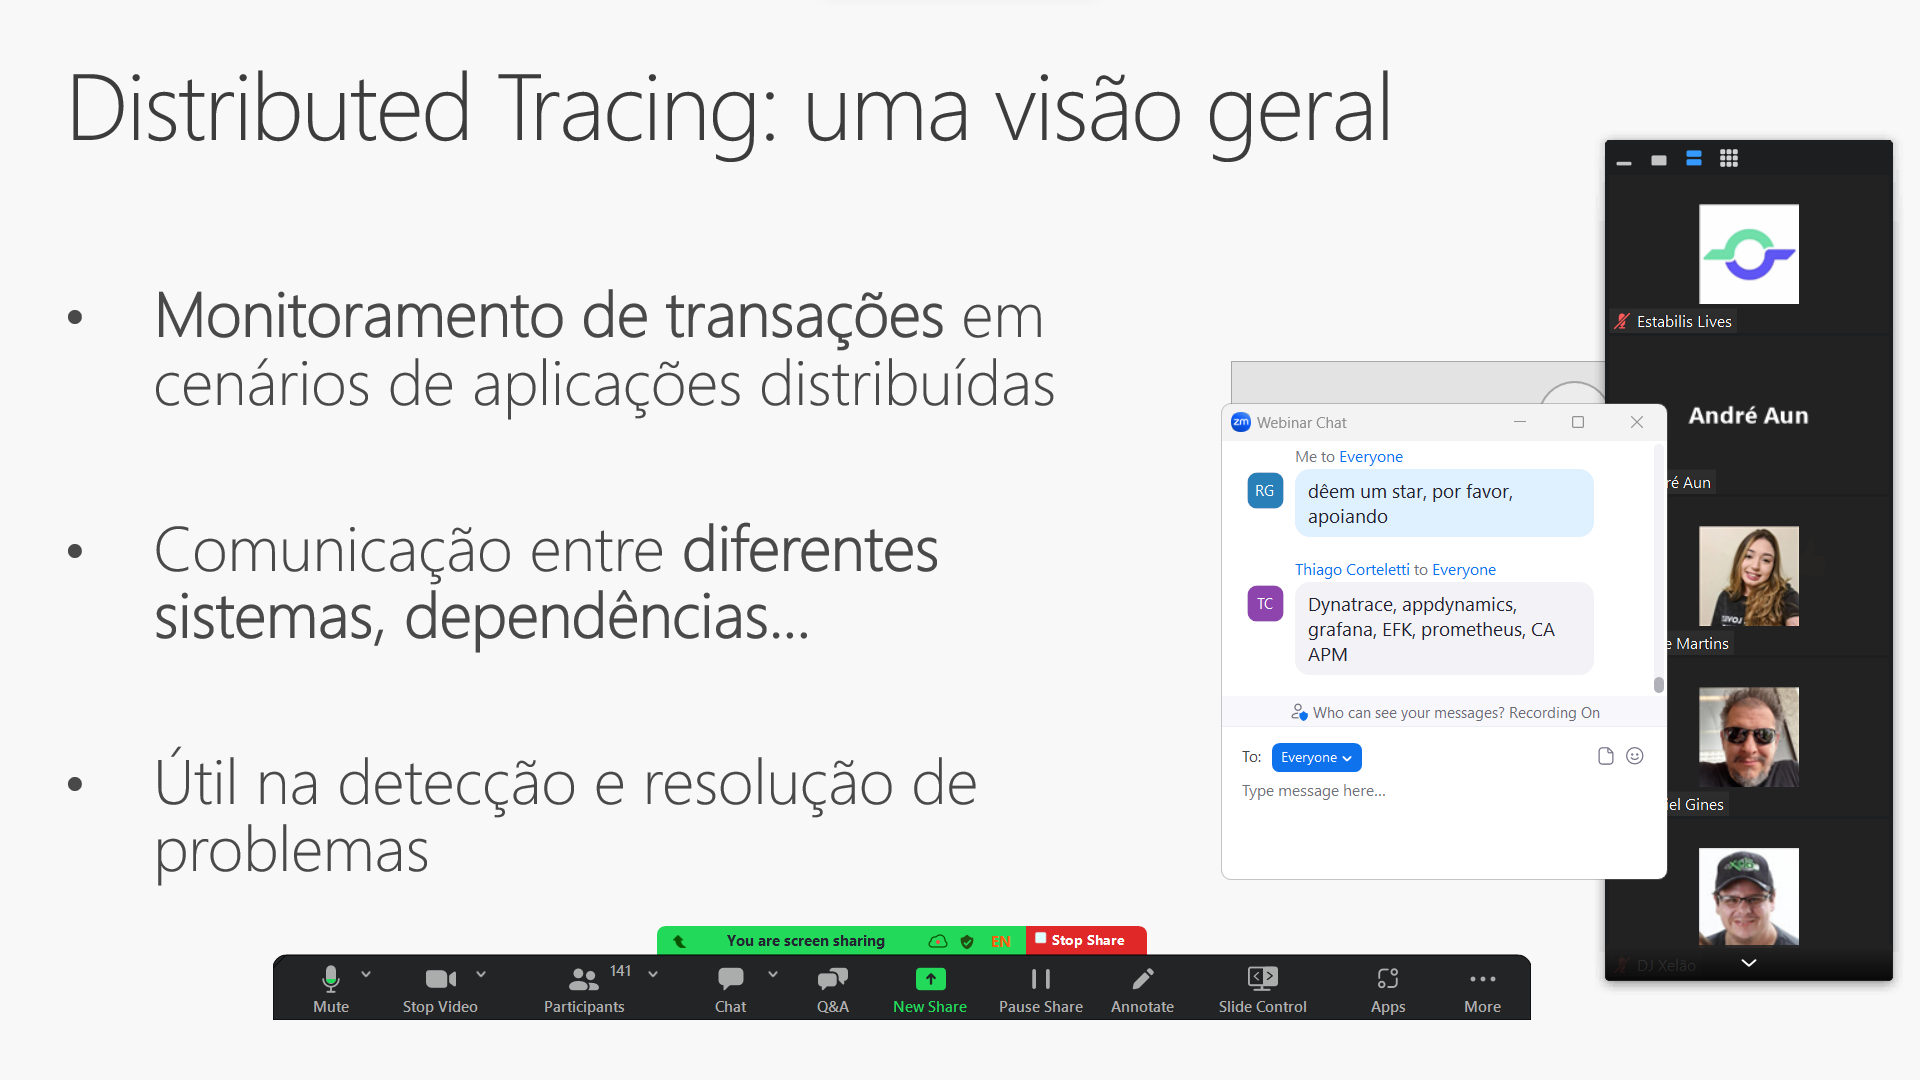 Distributed Tracing: uma visão geral
• Monitoramento de transações em
cenários de aplicações distribuídas
• Comunicação entre diferentes
sistemas, dependências...
• Útil na detecção e resolução de
problemas
Estabilis Lives
André Aun
ré Aun
e Martins
iel Gines
DJ Xelão
zm Webinar Chat
Me to Everyone
RG
dêem um star, por favor,
apoiando
Thiago Corteletti to Everyone
TC
Dynatrace, appdynamics,
grafana, EFK, prometheus, CA
APM
Who can see your messages? Recording On
To: Everyone
Type message here...
You are screen sharing
EN
Stop Share
Mute
Stop Video
141
Participants
Chat
Q&A
New Share
Pause Share
Annotate
Slide Control
Apps
More